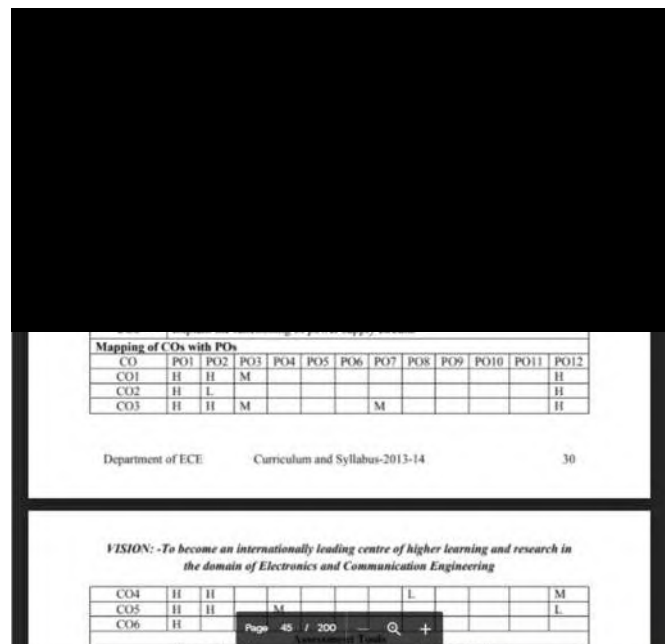 Mapping of COs with POs
CO PO1 PO2 PO3 PO4 PO5 PO6 PO7 PO8 PO9 PO10 PO11 PO12
CO1 H H M H
CO2 H L H
CO3 H H M M H
Department of ECE Curriculum and Syllabus-2013-14 30
VISION: -To become an internationally leading centre of higher learning and research in
the domain of Electronics and Communication Engineering
CO4 H H L M
CO5 H H M L
CO6 H
Page 45 / 200 — +
Assessment Tools